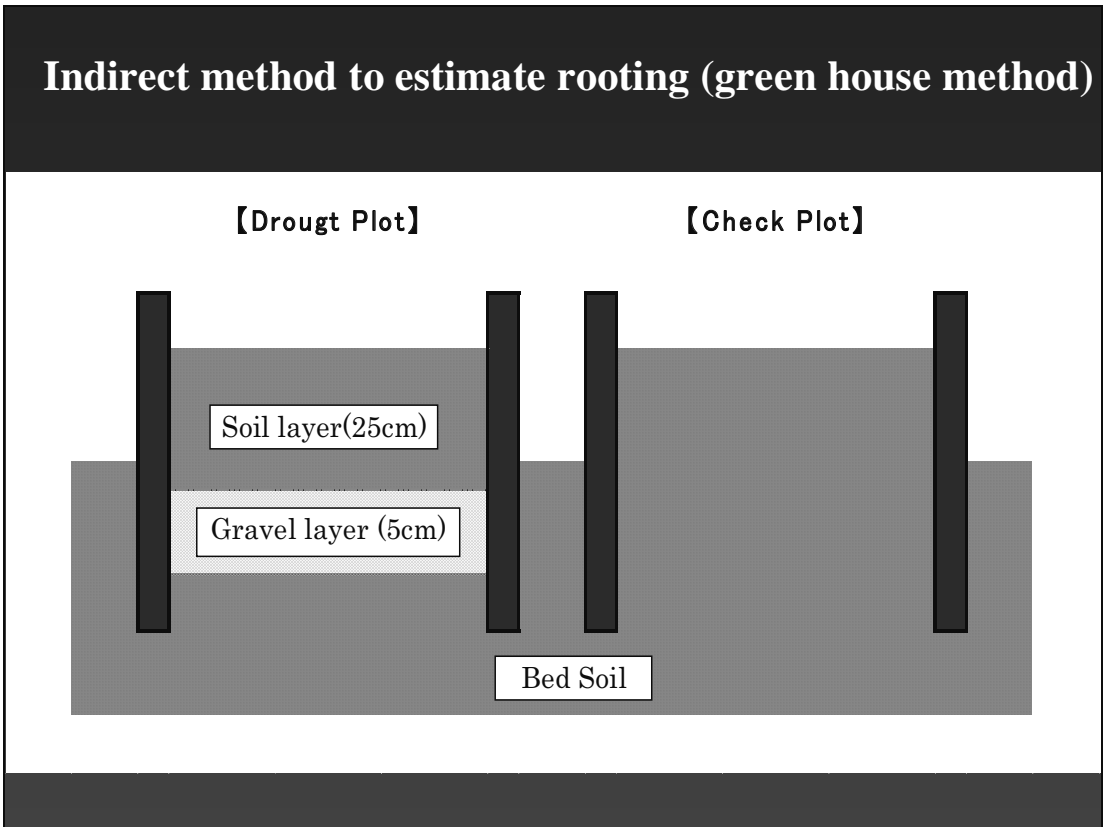 Indirect method to estimate rooting (green house method)
【Drougt Plot】
【Check Plot】
Soil layer(25cm)
Gravel layer (5cm)
Bed Soil